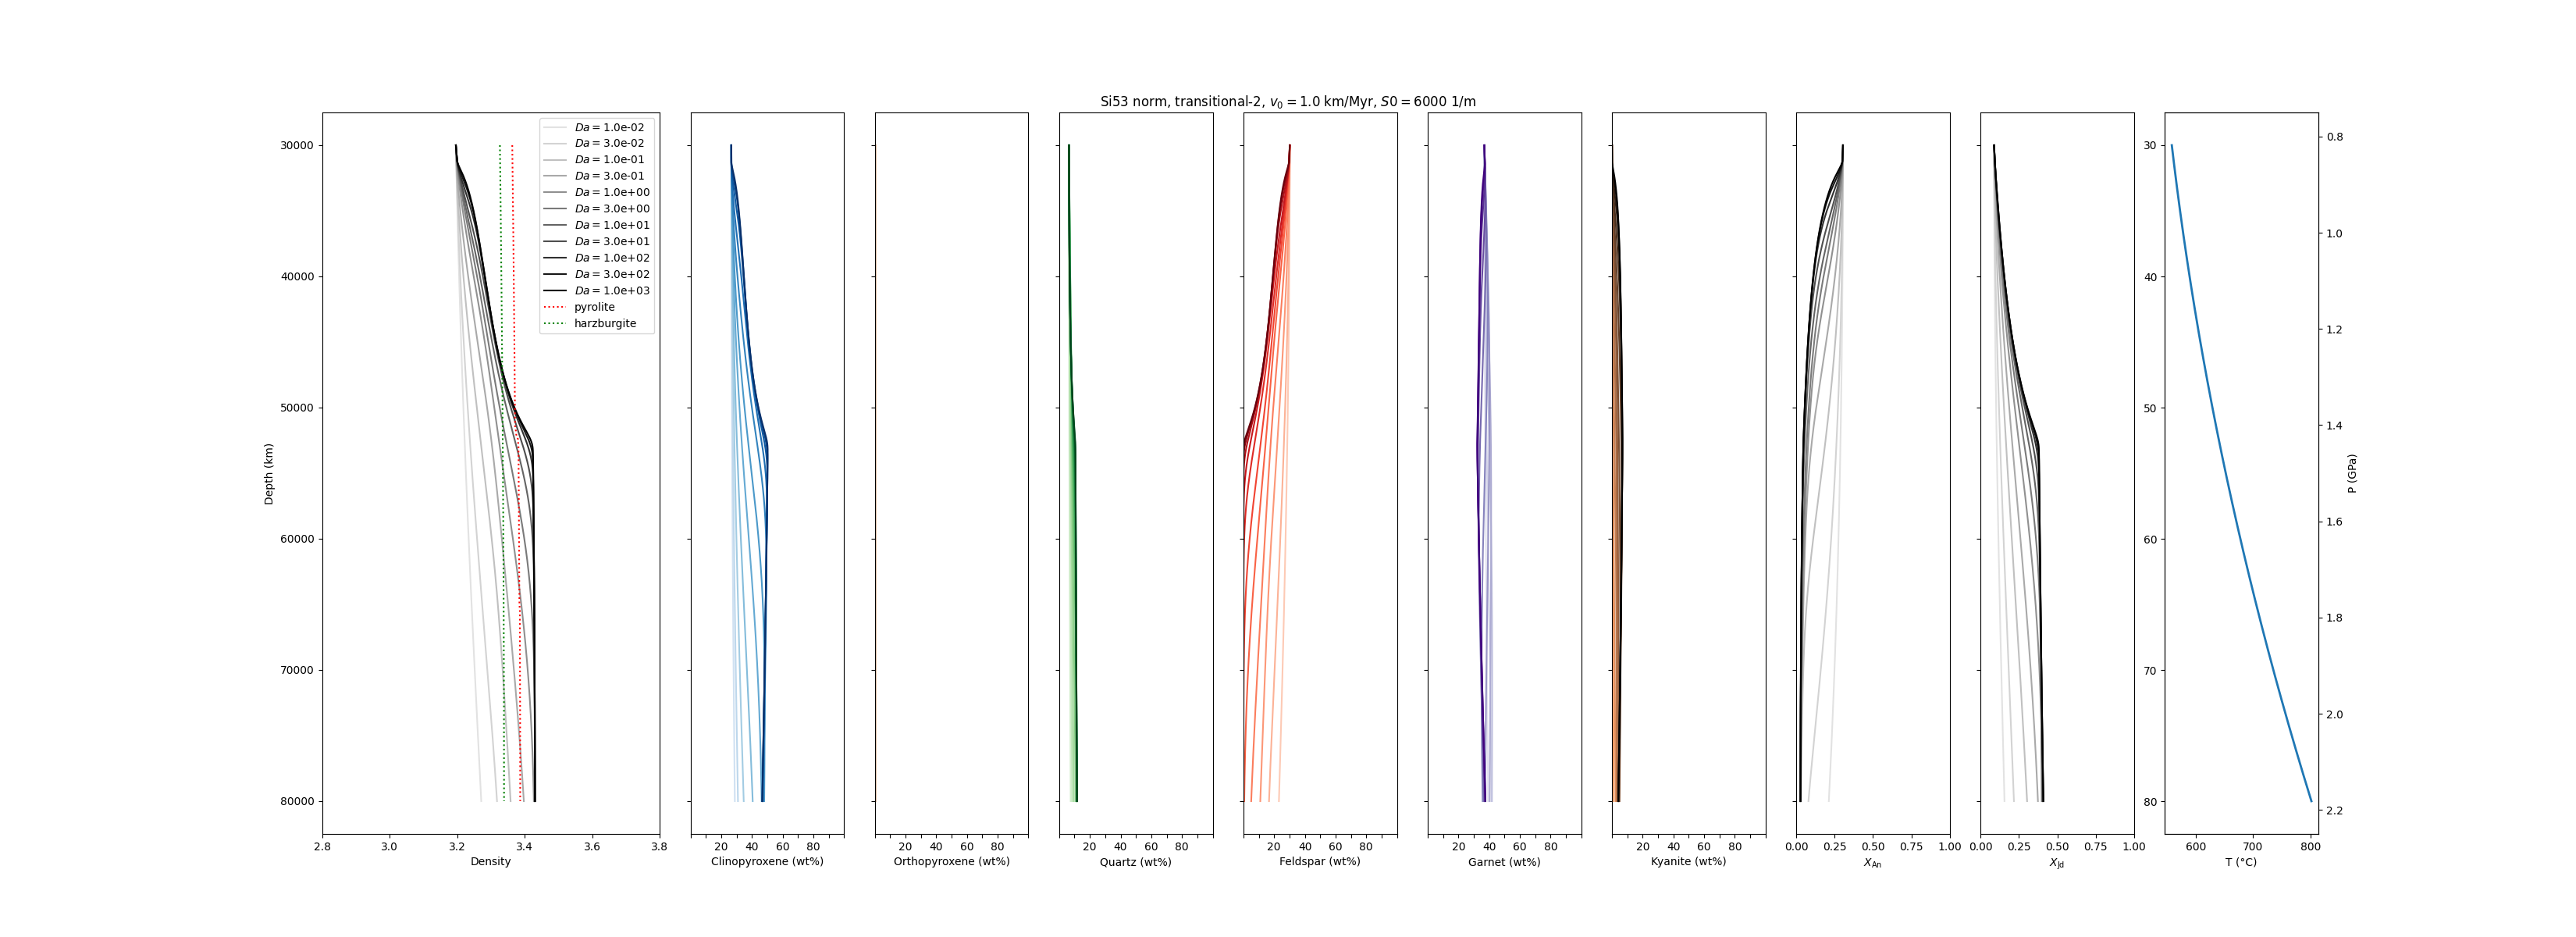 Si53 norm, transitional-2, v₀ = 1.0 km/Myr, S0 = 6000 1/m
Da = 1.0e-02
Da = 3.0e-02
Da = 1.0e-01
Da = 3.0e-01
Da = 1.0e+00
Da = 3.0e+00
Da = 1.0e+01
Da = 3.0e+01
Da = 1.0e+02
Da = 3.0e+02
Da = 1.0e+03
pyrolite
harzburgite
Depth (km)
30000
40000
50000
60000
70000
80000
2.8 3.0 3.2 3.4 3.6 3.8
Density
20 40 60 80
Clinopyroxene (wt%)
20 40 60 80
Orthopyroxene (wt%)
20 40 60 80
Quartz (wt%)
20 40 60 80
Feldspar (wt%)
20 40 60 80
Garnet (wt%)
20 40 60 80
Kyanite (wt%)
0.00 0.25 0.50 0.75 1.00
X_An
0.00 0.25 0.50 0.75 1.00
X_Jd
30
40
50
60
70
80
600 700 800
T (°C)
0.8
1.0
1.2
1.4
1.6
1.8
2.0
2.2
P (GPa)